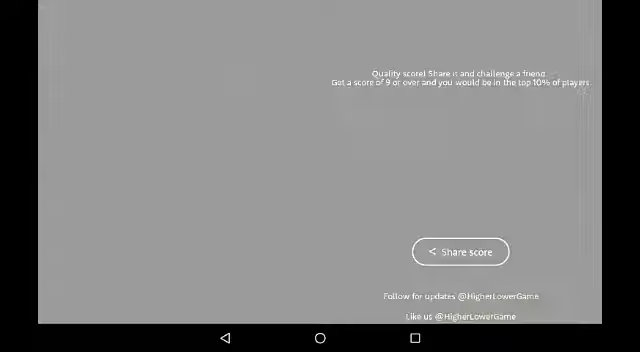 Quality score! Share it and challenge a friend.
Get a score of 9 or over and you would be in the top 10% of players.
Share score
Follow for updates @HigherLowerGame
Like us @HigherLowerGame